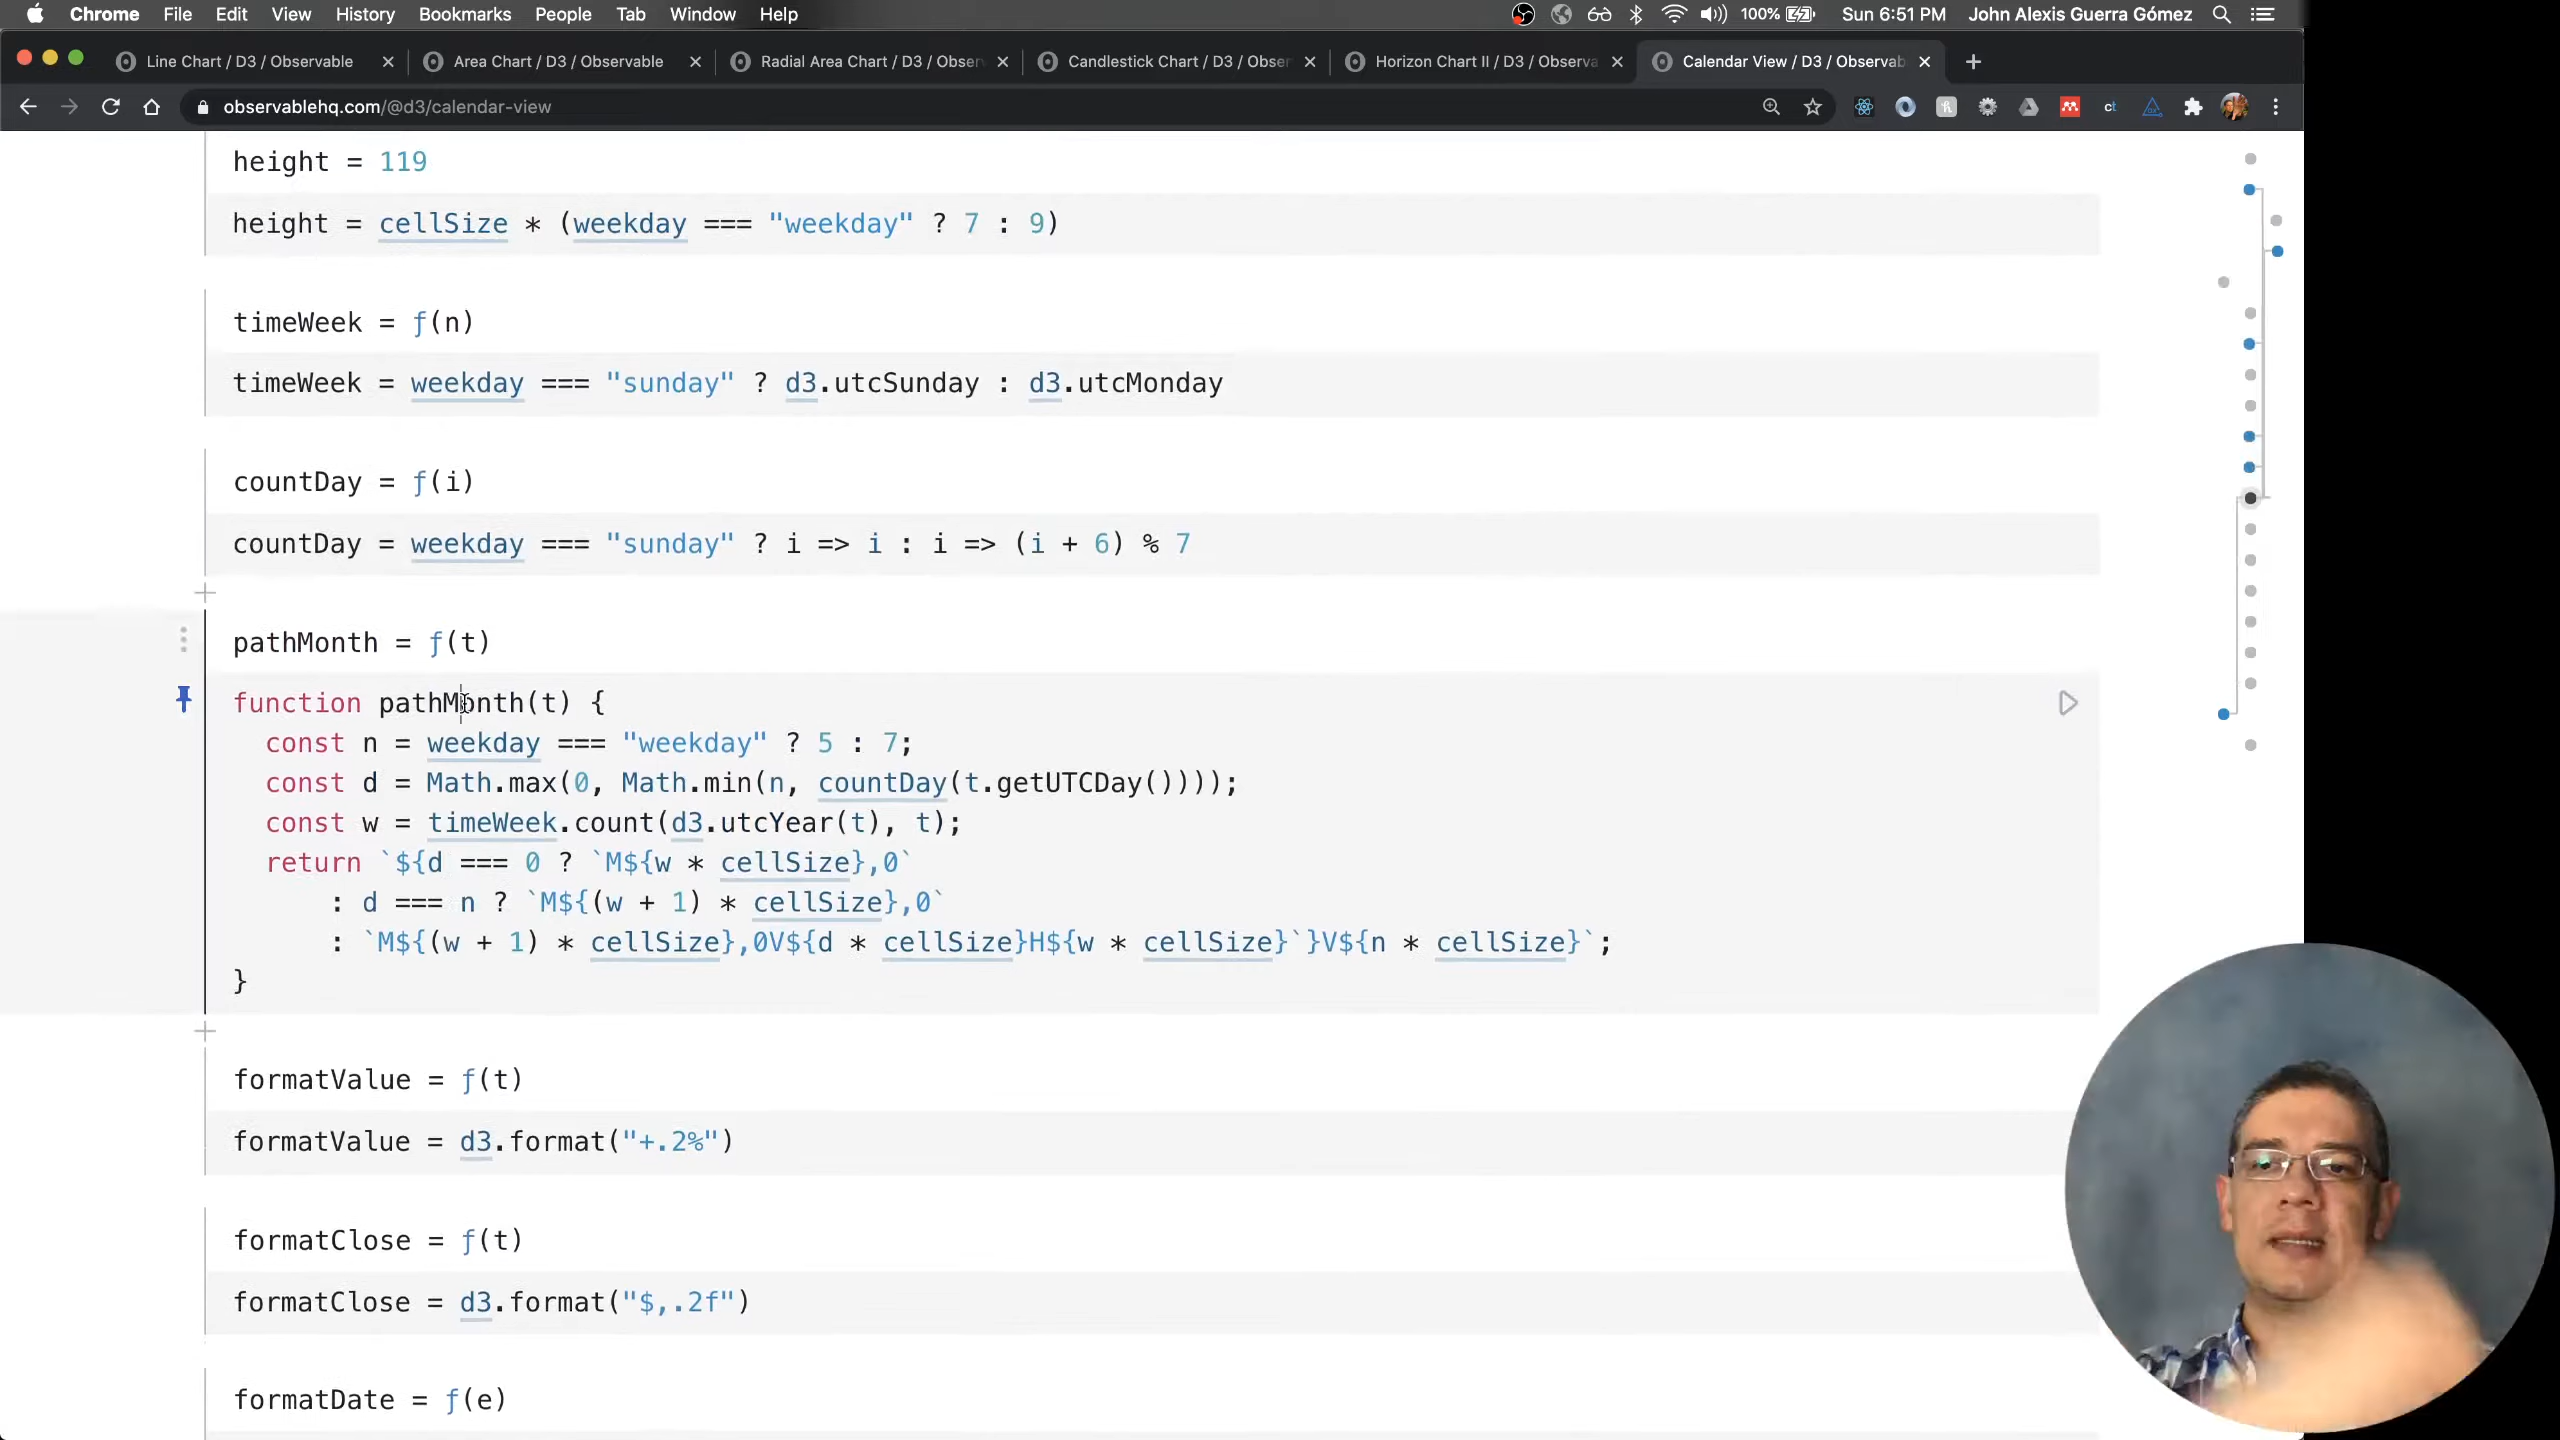 Chrome File Edit View History Bookmarks People Tab Window Help 100% Sun 6:51 PM John Alexis Guerra Gómez
Line Chart / D3 / Observable Area Chart / D3 / Observable Radial Area Chart / D3 / Obser Candlestick Chart / D3 / Obser Horizon Chart II / D3 / Observa Calendar View / D3 / Observab
observablehq.com/@d3/calendar-view
height = 119
height = cellSize * (weekday === "weekday" ? 7 : 9)
timeWeek = ƒ(n)
timeWeek = weekday === "sunday" ? d3.utcSunday : d3.utcMonday
countDay = ƒ(i)
countDay = weekday === "sunday" ? i => i : i => (i + 6) % 7
pathMonth = ƒ(t)
function pathMonth(t) {
const n = weekday === "weekday" ? 5 : 7;
const d = Math.max(0, Math.min(n, countDay(t.getUTCDay())));
const w = timeWeek.count(d3.utcYear(t), t);
return `${d === 0 ? `M${w * cellSize},0`
: d === n ? `M${(w + 1) * cellSize},0`
: `M${(w + 1) * cellSize},0V${d * cellSize}H${w * cellSize}`}V${n * cellSize}`;
}
formatValue = ƒ(t)
formatValue = d3.format("+.2%")
formatClose = ƒ(t)
formatClose = d3.format("$,.2f")
formatDate = ƒ(e)